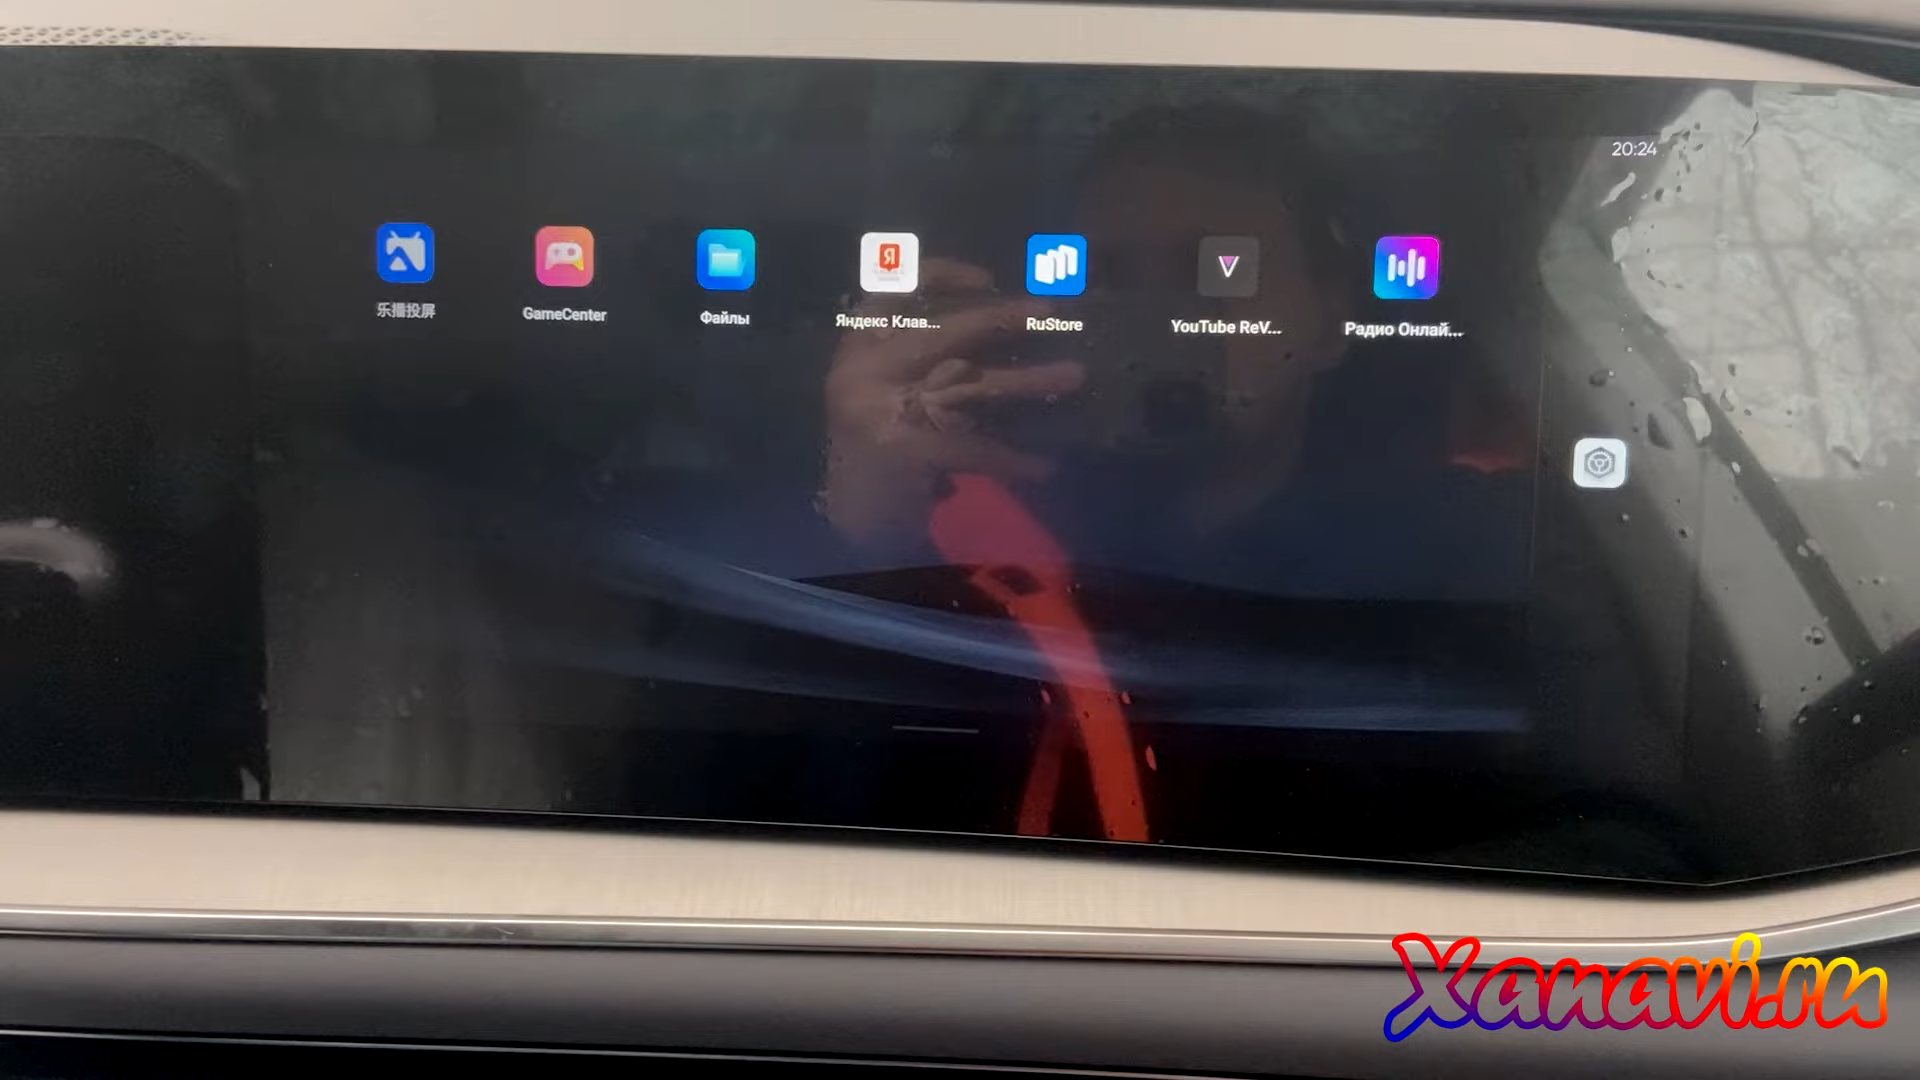 20:24
乐播投屏
GameCenter
Файлы
Яндекс Клав...
RuStore
YouTube ReV...
Радио Онлай...
Я
Xanavi.ru